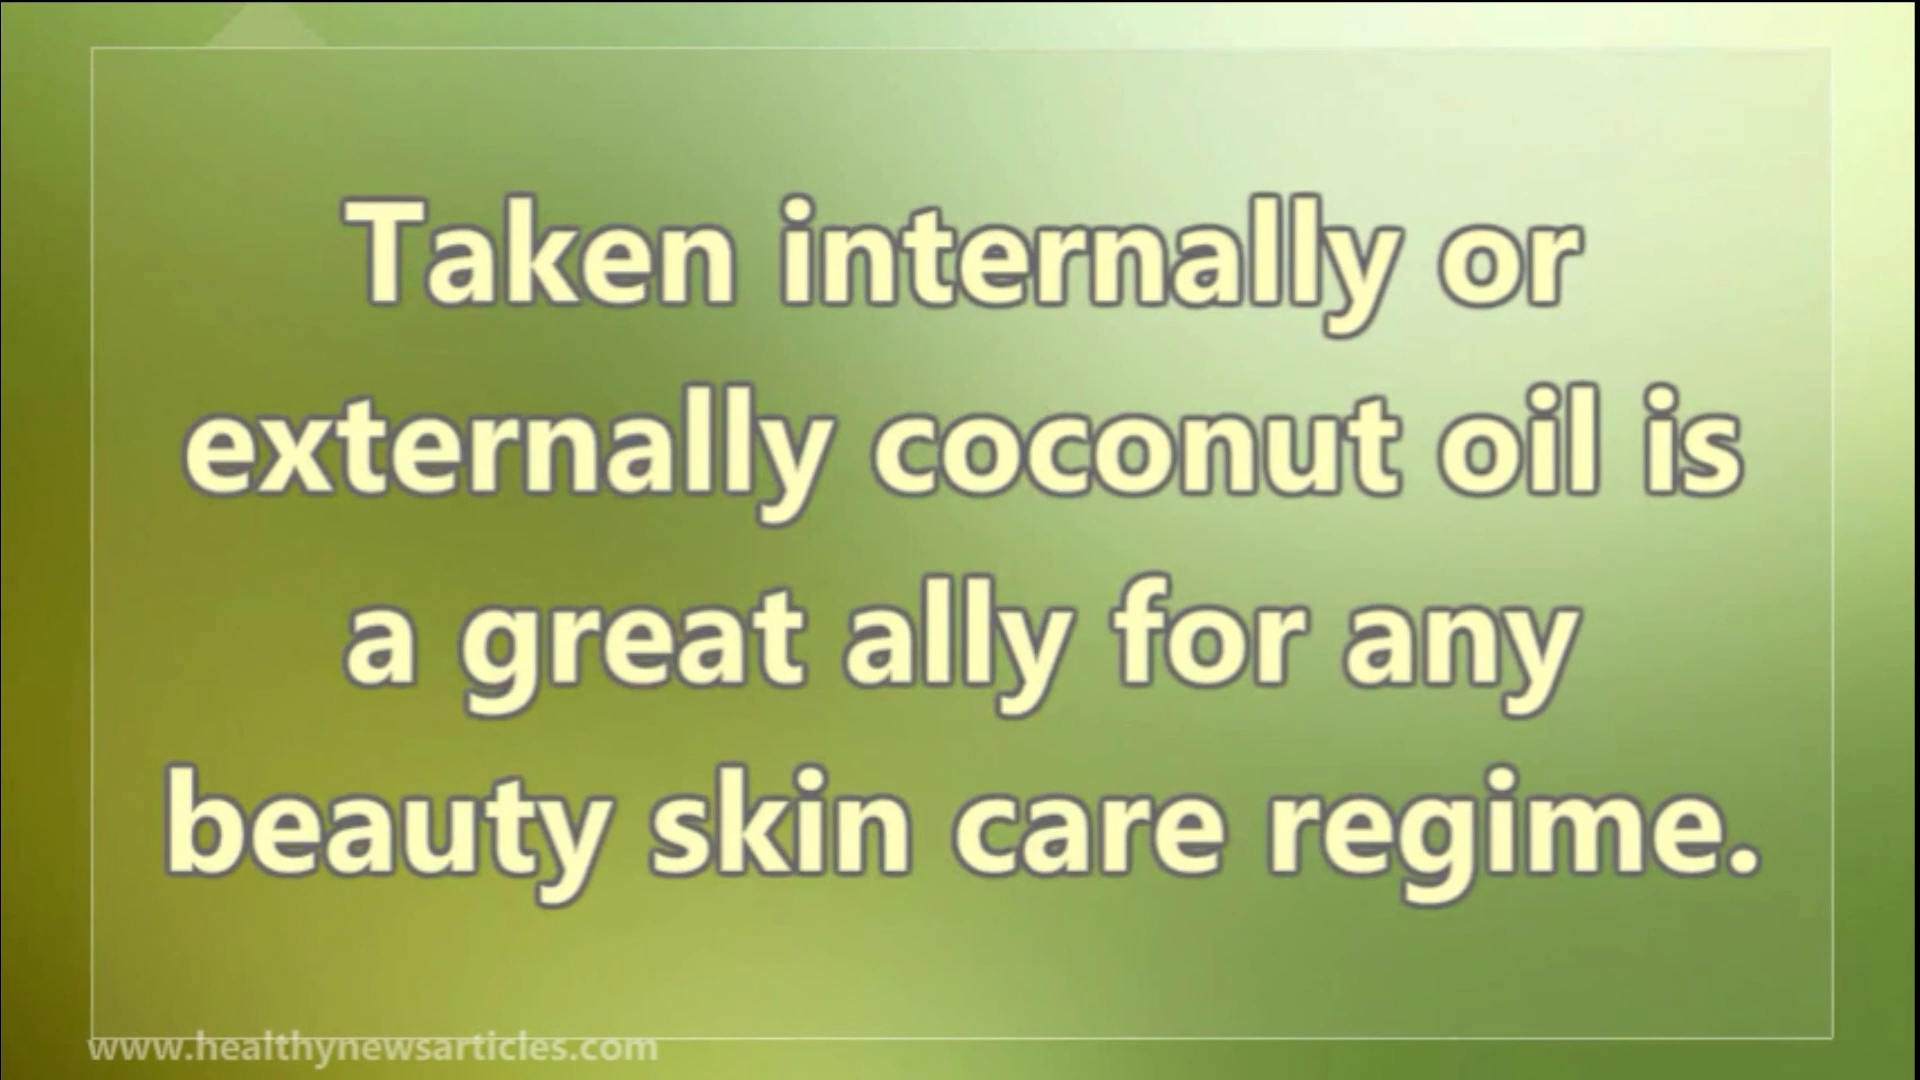 Taken internally or
externally coconut oil is
a great ally for any
beauty skin care regime.
www.healthynewsarticles.com